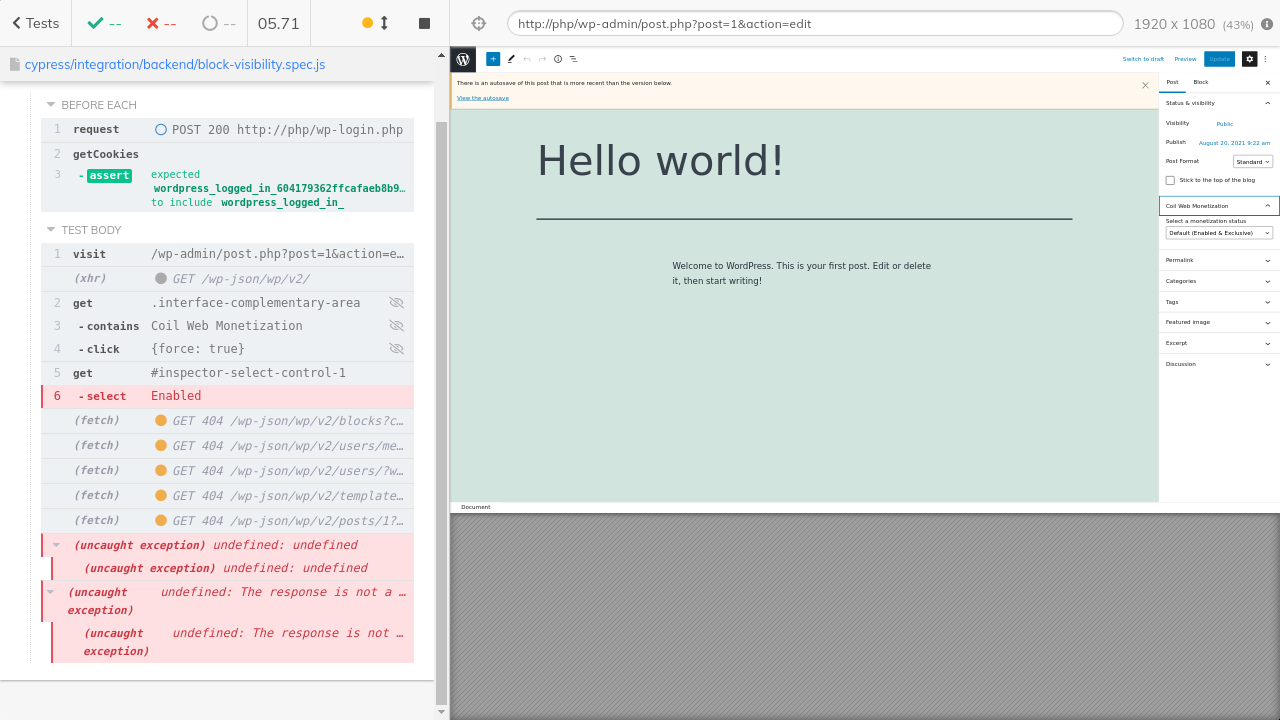 Tests
--
--
--
05.71
http://php/wp-admin/post.php?post=1&action=edit
1920 x 1080 (43%)
cypress/integration/backend/block-visibility.spec.js
BEFORE EACH
1 request POST 200 http://php/wp-login.php
2 getCookies
3 -assert expected
wordpress_logged_in_604179362ffcafaeb8b9…
to include wordpress_logged_in_
TEST BODY
1 visit /wp-admin/post.php?post=1&action=e…
(xhr) GET /wp-json/wp/v2/
2 get .interface-complementary-area
3 -contains Coil Web Monetization
4 -click {force: true}
5 get #inspector-select-control-1
6 -select Enabled
(fetch) GET 404 /wp-json/wp/v2/blocks?c…
(fetch) GET 404 /wp-json/wp/v2/users/me…
(fetch) GET 404 /wp-json/wp/v2/users/?w…
(fetch) GET 404 /wp-json/wp/v2/template…
(fetch) GET 404 /wp-json/wp/v2/posts/1?…
(uncaught exception) undefined: undefined
(uncaught exception) undefined: undefined
(uncaught exception) undefined: The response is not a …
(uncaught exception) undefined: The response is not …
Switch to draft Preview Update
There is an autosave of this post that is more recent than the version below.
View the autosave
Hello world!
Welcome to WordPress. This is your first post. Edit or delete
it, then start writing!
Document
Post Block
Status & visibility
Visibility Public
Publish August 20, 2021 9:22 am
Post Format Standard
Stick to the top of the blog
Coil Web Monetization
Select a monetization status
Default (Enabled & Exclusive)
Permalink
Categories
Tags
Featured image
Excerpt
Discussion